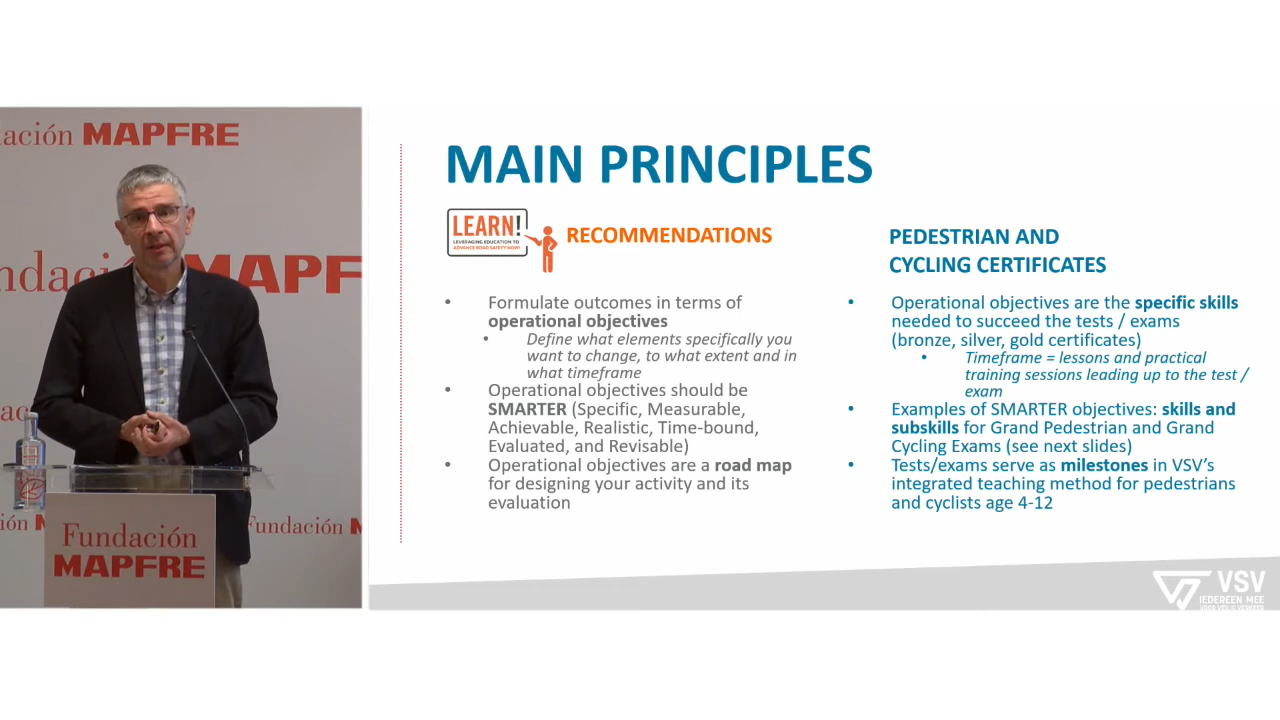 ación MAPFRE
ndación MAPF
ión
Fundación
Fundación
MAPFRE
MAIN PRINCIPLES
LEARN!
LEVERAGING EDUCATION TO
ADVANCE ROAD SAFETY NOW!
RECOMMENDATIONS
• Formulate outcomes in terms of
operational objectives
• Define what elements specifically you
want to change, to what extent and in
what timeframe
• Operational objectives should be
SMARTER (Specific, Measurable,
Achievable, Realistic, Time-bound,
Evaluated, and Revisable)
• Operational objectives are a road map
for designing your activity and its
evaluation
PEDESTRIAN AND
CYCLING CERTIFICATES
• Operational objectives are the specific skills
needed to succeed the tests / exams
(bronze, silver, gold certificates)
• Timeframe = lessons and practical
training sessions leading up to the test /
exam
• Examples of SMARTER objectives: skills and
subskills for Grand Pedestrian and Grand
Cycling Exams (see next slides)
• Tests/exams serve as milestones in VSV's
integrated teaching method for pedestrians
and cyclists age 4-12
VSV
IEDEREEN MEE
VOOR VEILIG VERKEER